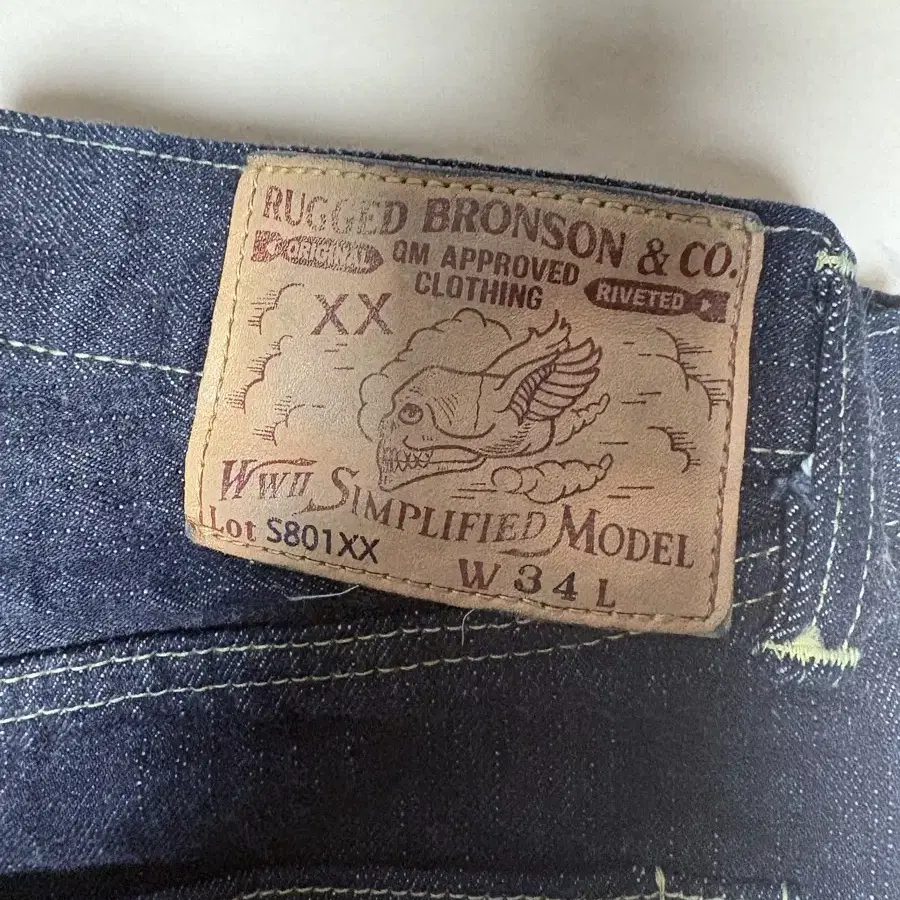 RUGGED BRONSON & CO.
ORIGINAL QM APPROVED
CLOTHING RIVETED
XX
WWII SIMPLIFIED MODEL
Lot S801XX
W 34 L